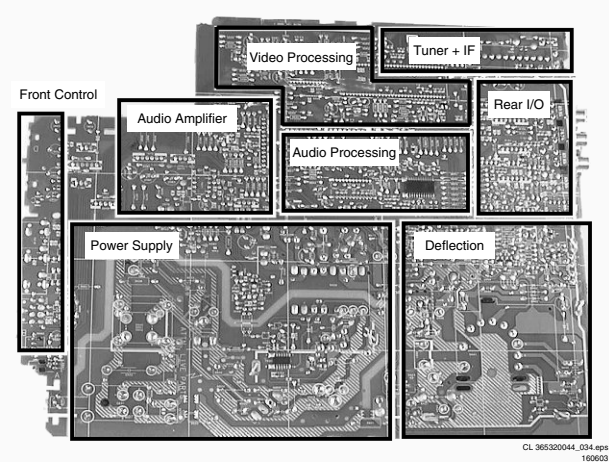 Video Processing
Tuner + IF
Front Control
Audio Amplifier
Rear I/O
Audio Processing
Power Supply
Deflection
CL 365320044_034.eps
160603